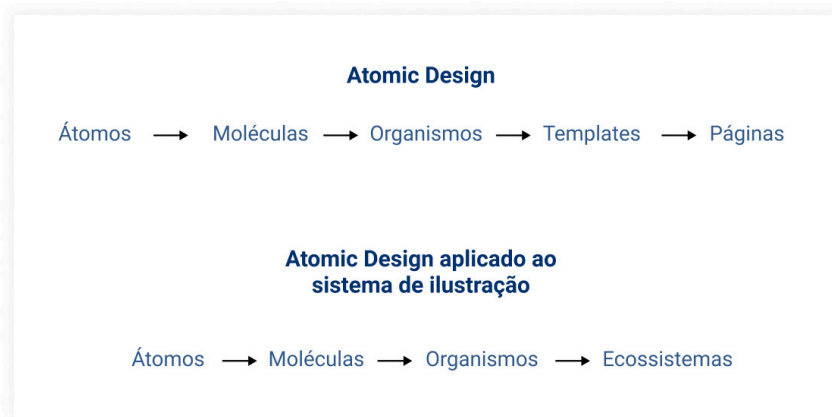 Atomic Design
Átomos → Moléculas → Organismos → Templates → Páginas
Atomic Design aplicado ao
sistema de ilustração
Átomos → Moléculas → Organismos → Ecossistemas